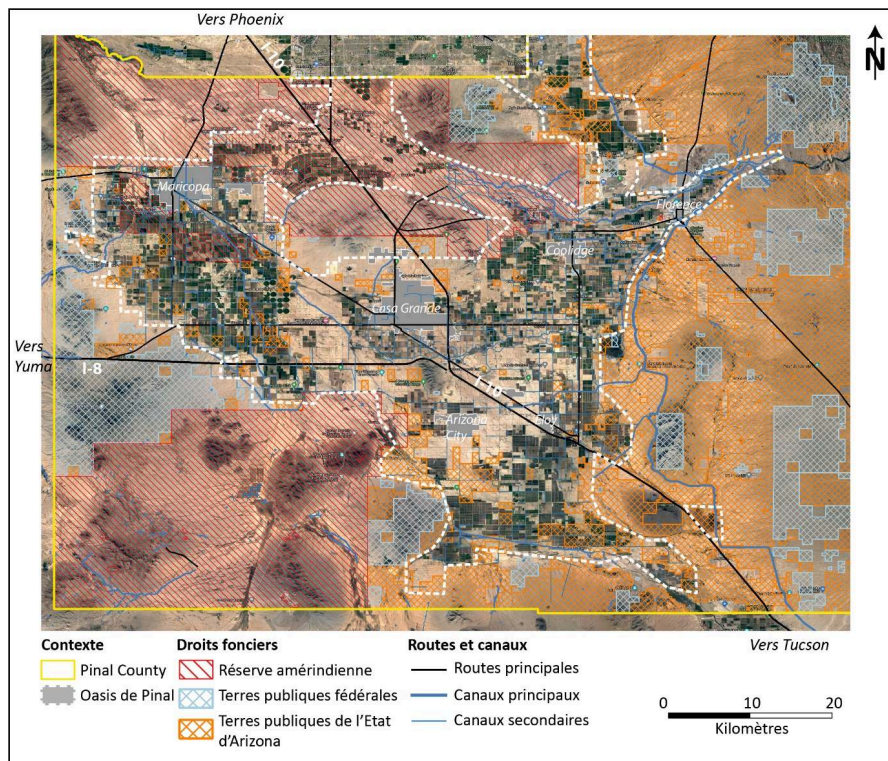 Vers Phoenix
N
I-10
Maricopa
Florence
Coolidge
Casa Grande
Vers
Yuma
I-8
I-10
Arizona
City
Eloy
Vers Tucson
Contexte
Pinal County
Oasis de Pinal
Droits fonciers
Réserve amérindienne
Terres publiques fédérales
Terres publiques de l'Etat
d'Arizona
Routes et canaux
Routes principales
Canaux principaux
Canaux secondaires
0 10 20
Kilomètres